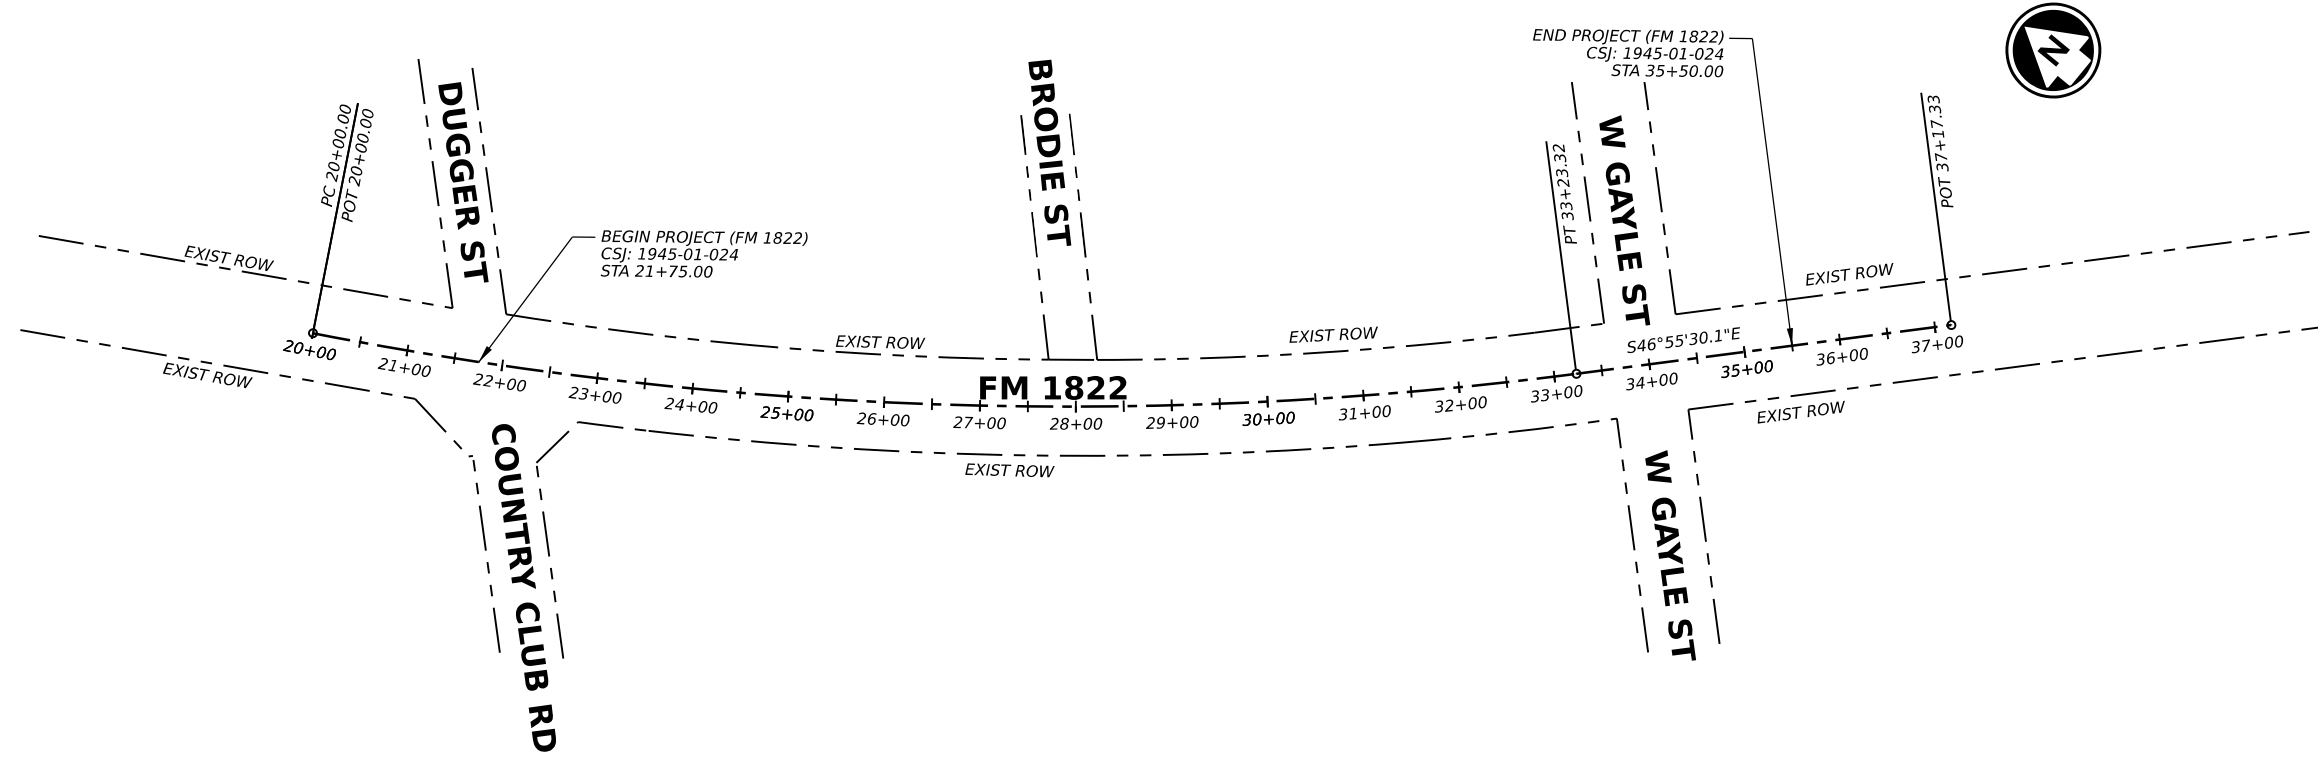 END PROJECT (FM 1822)
CSJ: 1945-01-024
STA 35+50.00
N
PC 20+00.00
POT 20+00.00
DUGGER ST
BRODIE ST
PT 33+23.32
W GAYLE ST
POT 37+17.33
BEGIN PROJECT (FM 1822)
CSJ: 1945-01-024
STA 21+75.00
EXIST ROW
EXIST ROW
EXIST ROW
EXIST ROW
S46°55'30.1"E
FM 1822
20+00
21+00
22+00
23+00
24+00
25+00
26+00
27+00
28+00
29+00
30+00
31+00
32+00
33+00
34+00
35+00
36+00
37+00
EXIST ROW
EXIST ROW
EXIST ROW
COUNTRY CLUB RD
W GAYLE ST